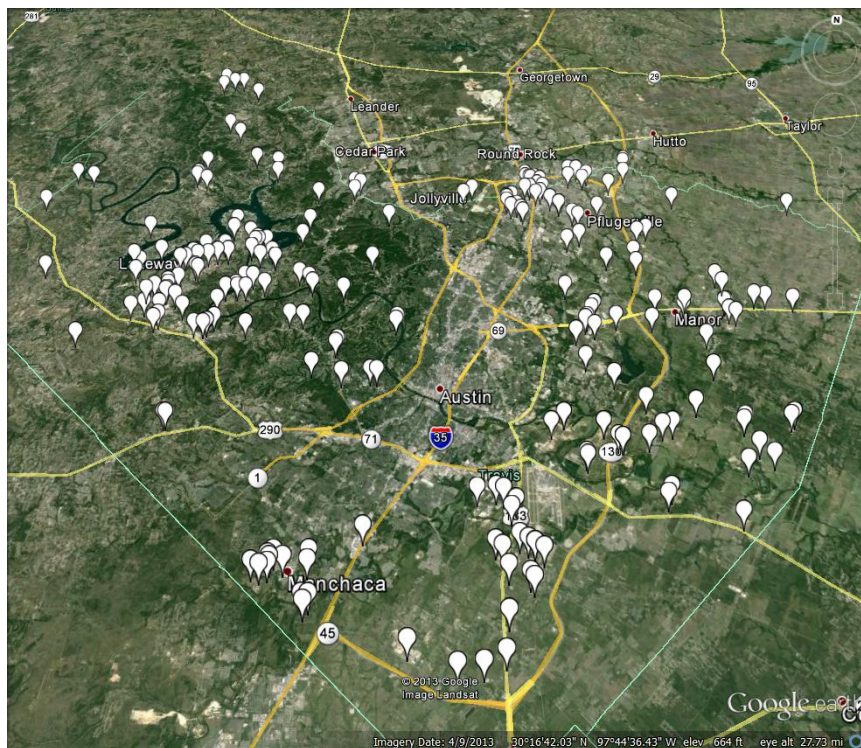 281
N
Georgetown
29
95
Leander
Taylor
Hutto
Cedar Park
Round Rock
Jollyville
Pflugerville
Manor
69
Austin
290
71
35
130
1
Travis
Manchaca
45
© 2013 Google
Image Landsat
Google earth
Imagery Date: 4/9/2013 30°16'42.03" N 97°44'36.43" W elev 664 ft eye alt 27.73 mi